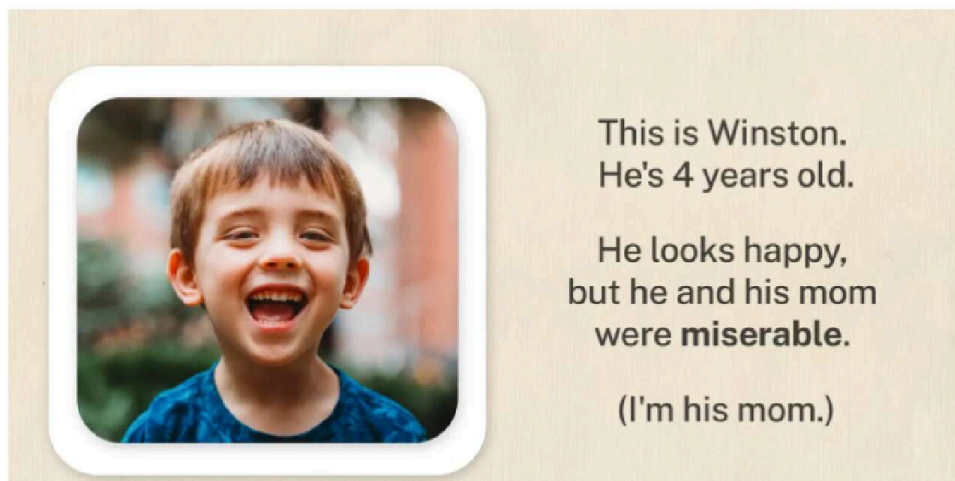 This is Winston.
He's 4 years old.
He looks happy,
but he and his mom
were miserable.
(I'm his mom.)